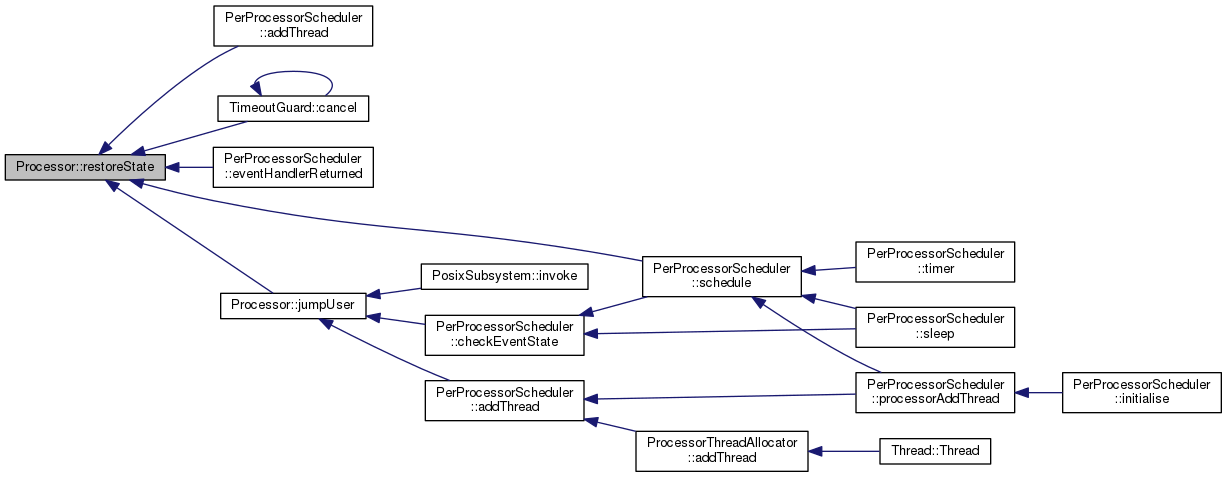 PerProcessorScheduler
::addThread
TimeoutGuard::cancel
Processor::restoreState
PerProcessorScheduler
::eventHandlerReturned
PerProcessorScheduler
::schedule
PerProcessorScheduler
::timer
PosixSubsystem::invoke
Processor::jumpUser
PerProcessorScheduler
::checkEventState
PerProcessorScheduler
::sleep
PerProcessorScheduler
::addThread
PerProcessorScheduler
::processorAddThread
PerProcessorScheduler
::initialise
ProcessorThreadAllocator
::addThread
Thread::Thread